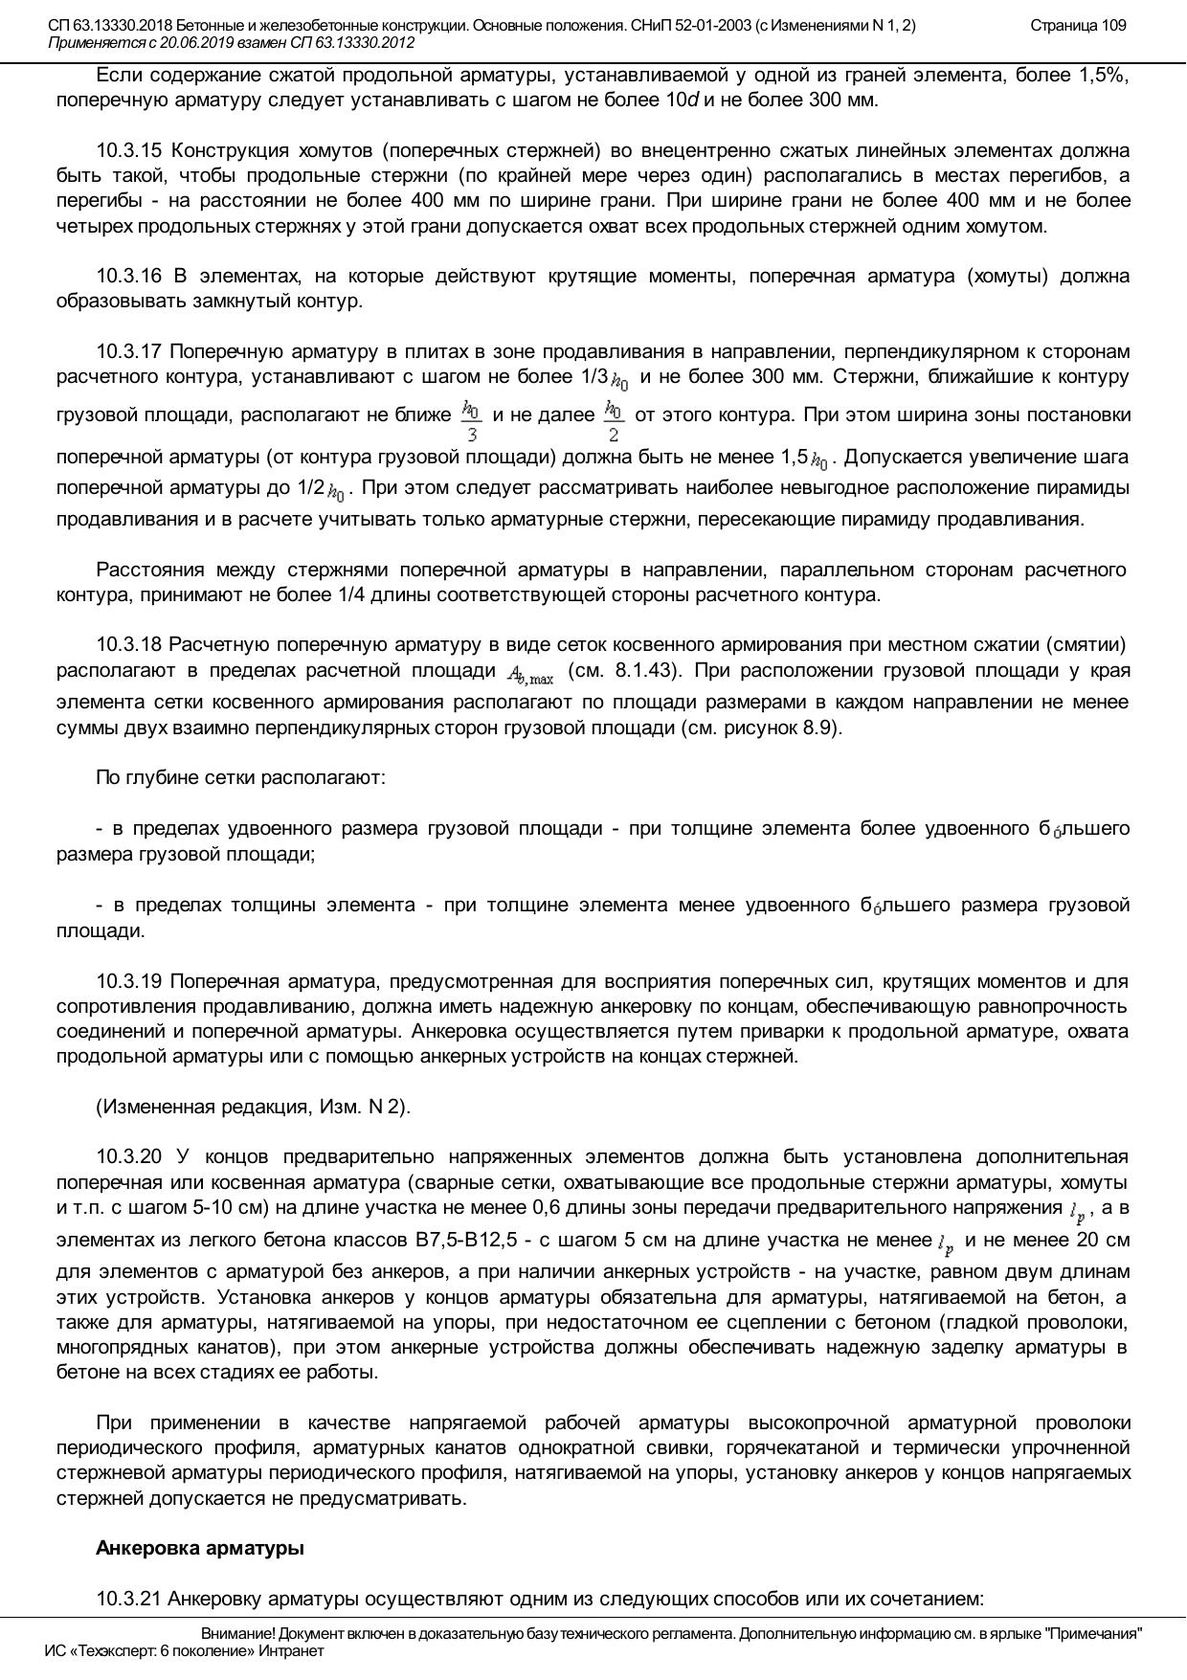 СП 63.13330.2018 Бетонные и железобетонные конструкции. Основные положения. СНиП 52-01-2003 (с Изменениями N 1, 2) Страница 109
Применяется с 20.06.2019 взамен СП 63.13330.2012
Если содержание сжатой продольной арматуры, устанавливаемой у одной из граней элемента, более 1,5%,
поперечную арматуру следует устанавливать с шагом не более 10d и не более 300 мм.
10.3.15 Конструкция хомутов (поперечных стержней) во внецентренно сжатых линейных элементах должна
быть такой, чтобы продольные стержни (по крайней мере через один) располагались в местах перегибов, а
перегибы - на расстоянии не более 400 мм по ширине грани. При ширине грани не более 400 мм и не более
четырех продольных стержнях у этой грани допускается охват всех продольных стержней одним хомутом.
10.3.16 В элементах, на которые действуют крутящие моменты, поперечная арматура (хомуты) должна
образовывать замкнутый контур.
10.3.17 Поперечную арматуру в плитах в зоне продавливания в направлении, перпендикулярном к сторонам
расчетного контура, устанавливают с шагом не более 1/3 h0 и не более 300 мм. Стержни, ближайшие к контуру
грузовой площади, располагают не ближе h0/3 и не далее h0/2 от этого контура. При этом ширина зоны постановки
поперечной арматуры (от контура грузовой площади) должна быть не менее 1,5 h0 . Допускается увеличение шага
поперечной арматуры до 1/2 h0 . При этом следует рассматривать наиболее невыгодное расположение пирамиды
продавливания и в расчете учитывать только арматурные стержни, пересекающие пирамиду продавливания.
Расстояния между стержнями поперечной арматуры в направлении, параллельном сторонам расчетного
контура, принимают не более 1/4 длины соответствующей стороны расчетного контура.
10.3.18 Расчетную поперечную арматуру в виде сеток косвенного армирования при местном сжатии (смятии)
располагают в пределах расчетной площади Ab,max (см. 8.1.43). При расположении грузовой площади у края
элемента сетки косвенного армирования располагают по площади размерами в каждом направлении не менее
суммы двух взаимно перпендикулярных сторон грузовой площади (см. рисунок 8.9).
По глубине сетки располагают:
- в пределах удвоенного размера грузовой площади - при толщине элемента более удвоенного бóльшего
размера грузовой площади;
- в пределах толщины элемента - при толщине элемента менее удвоенного бóльшего размера грузовой
площади.
10.3.19 Поперечная арматура, предусмотренная для восприятия поперечных сил, крутящих моментов и для
сопротивления продавливанию, должна иметь надежную анкеровку по концам, обеспечивающую равнопрочность
соединений и поперечной арматуры. Анкеровка осуществляется путем приварки к продольной арматуре, охвата
продольной арматуры или с помощью анкерных устройств на концах стержней.
(Измененная редакция, Изм. N 2).
10.3.20 У концов предварительно напряженных элементов должна быть установлена дополнительная
поперечная или косвенная арматура (сварные сетки, охватывающие все продольные стержни арматуры, хомуты
и т.п. с шагом 5-10 см) на длине участка не менее 0,6 длины зоны передачи предварительного напряжения lp , а в
элементах из легкого бетона классов В7,5-В12,5 - с шагом 5 см на длине участка не менее lp и не менее 20 см
для элементов с арматурой без анкеров, а при наличии анкерных устройств - на участке, равном двум длинам
этих устройств. Установка анкеров у концов арматуры обязательна для арматуры, натягиваемой на бетон, а
также для арматуры, натягиваемой на упоры, при недостаточном ее сцеплении с бетоном (гладкой проволоки,
многопрядных канатов), при этом анкерные устройства должны обеспечивать надежную заделку арматуры в
бетоне на всех стадиях ее работы.
При применении в качестве напрягаемой рабочей арматуры высокопрочной арматурной проволоки
периодического профиля, арматурных канатов однократной свивки, горячекатаной и термически упрочненной
стержневой арматуры периодического профиля, натягиваемой на упоры, установку анкеров у концов напрягаемых
стержней допускается не предусматривать.
Анкеровка арматуры
10.3.21 Анкеровку арматуры осуществляют одним из следующих способов или их сочетанием:
Внимание! Документ включен в доказательную базу технического регламента. Дополнительную информацию см. в ярлыке "Примечания"
ИС «Техэксперт: 6 поколение» Интранет